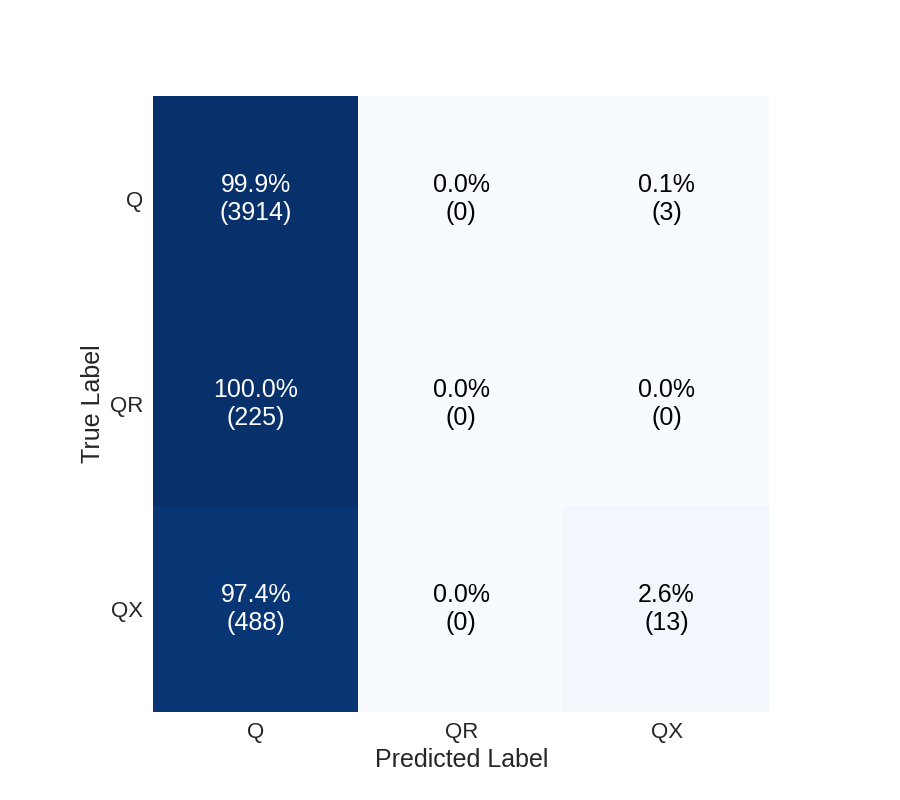 99.9%
(3914)
0.0%
(0)
0.1%
(3)
Q
100.0%
(225)
0.0%
(0)
0.0%
(0)
QR
True Label
97.4%
(488)
0.0%
(0)
2.6%
(13)
QX
Q
QR
QX
Predicted Label